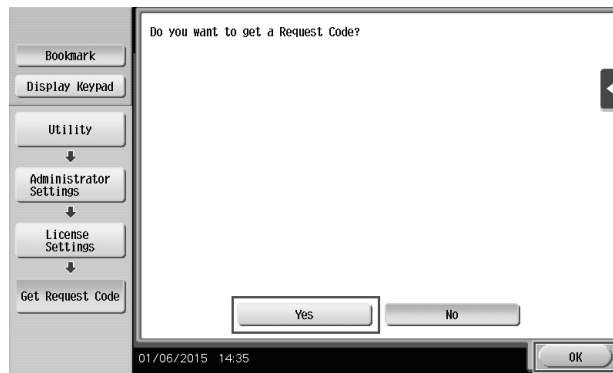 Do you want to get a Request Code?
Bookmark
Display Keypad
Utility
Administrator
Settings
License
Settings
Get Request Code
Yes
No
01/06/2015 14:35
OK